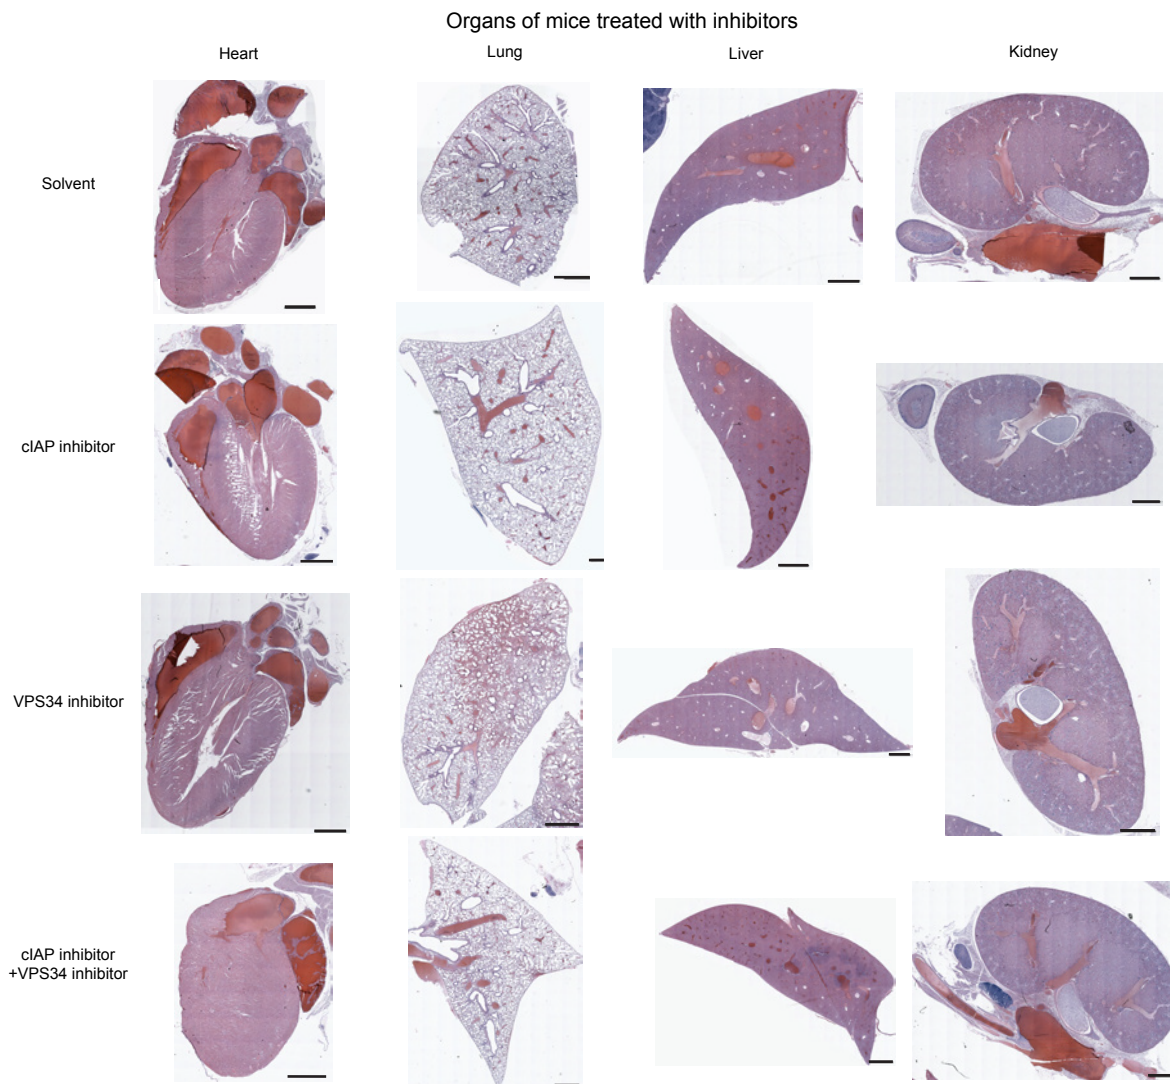 Organs of mice treated with inhibitors
Heart
Lung
Liver
Kidney
Solvent
cIAP inhibitor
VPS34 inhibitor
cIAP inhibitor
+VPS34 inhibitor